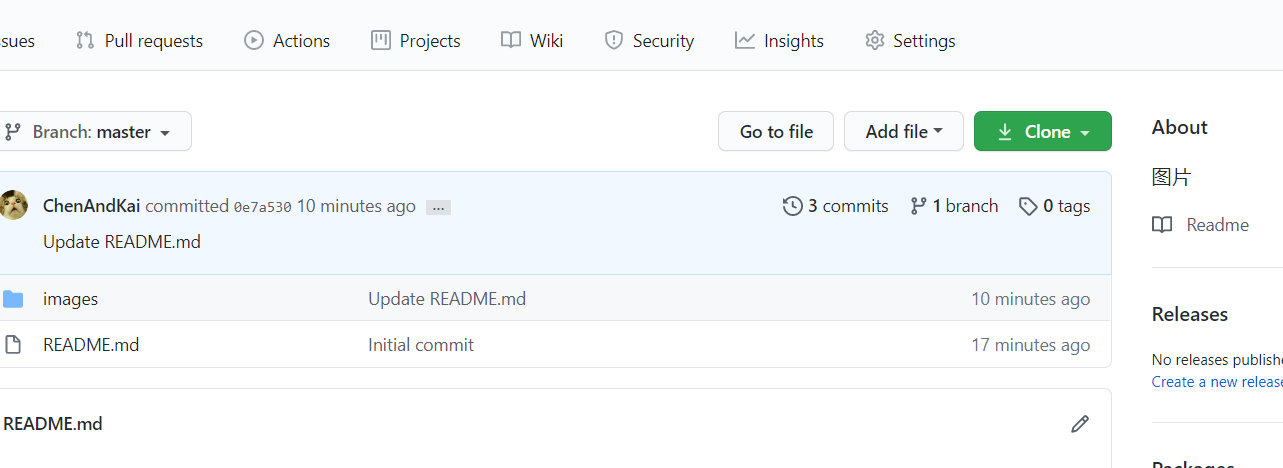 ssues Pull requests Actions Projects Wiki Security Insights Settings
Branch: master Go to file Add file Clone
About
图片
Readme
ChenAndKai committed 0e7a530 10 minutes ago ... 3 commits 1 branch 0 tags
Update README.md
images Update README.md 10 minutes ago
README.md Initial commit 17 minutes ago
Releases
No releases publishe
Create a new release
README.md
Packages